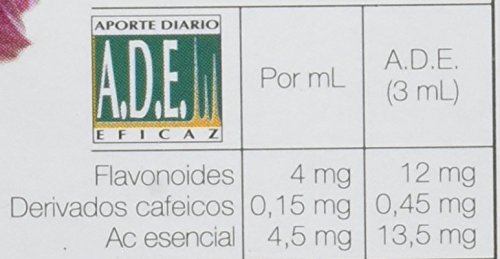 APORTE DIARIO
A.D.E.
EFICAZ
Por mL
A.D.E.
(3 mL)
Flavonoides 4 mg 12 mg
Derivados cafeicos 0,15 mg 0,45 mg
Ac esencial 4,5 mg 13,5 mg